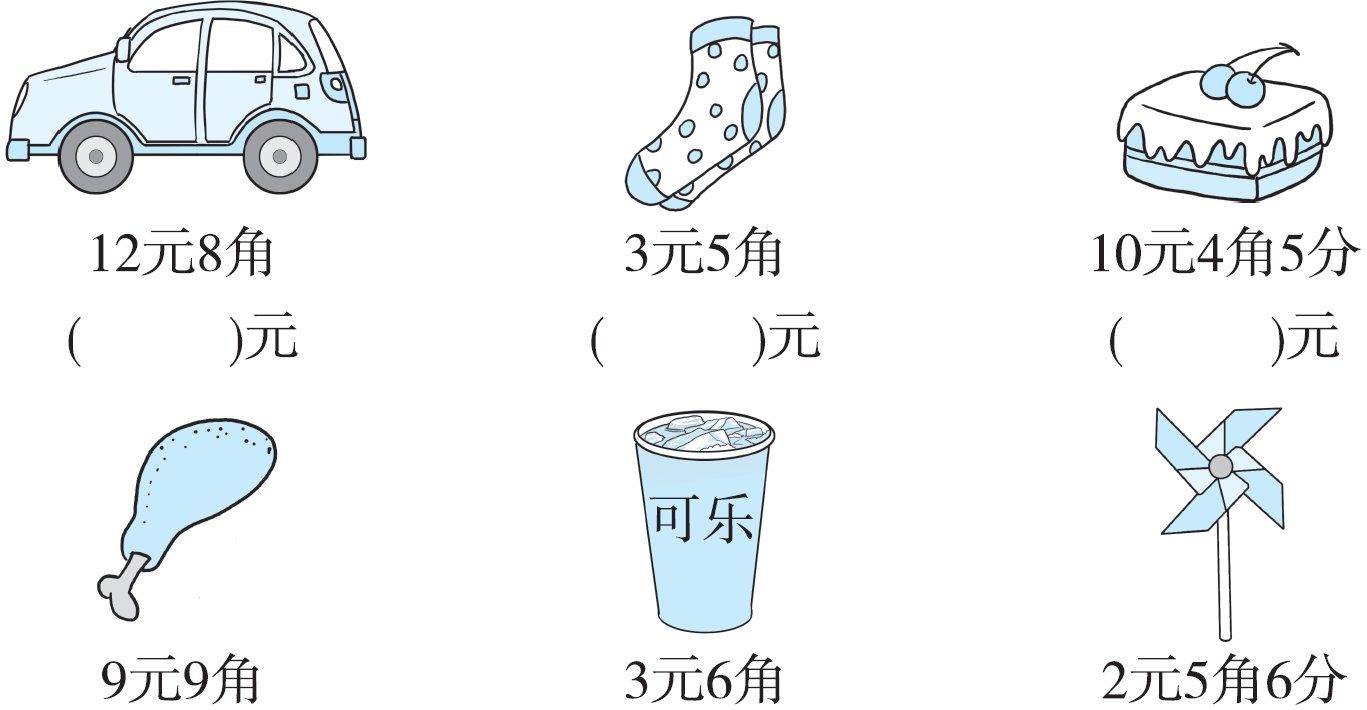 12元8角 3元5角 10元4角5分
( )元 ( )元 ( )元
可乐
9元9角 3元6角 2元5角6分